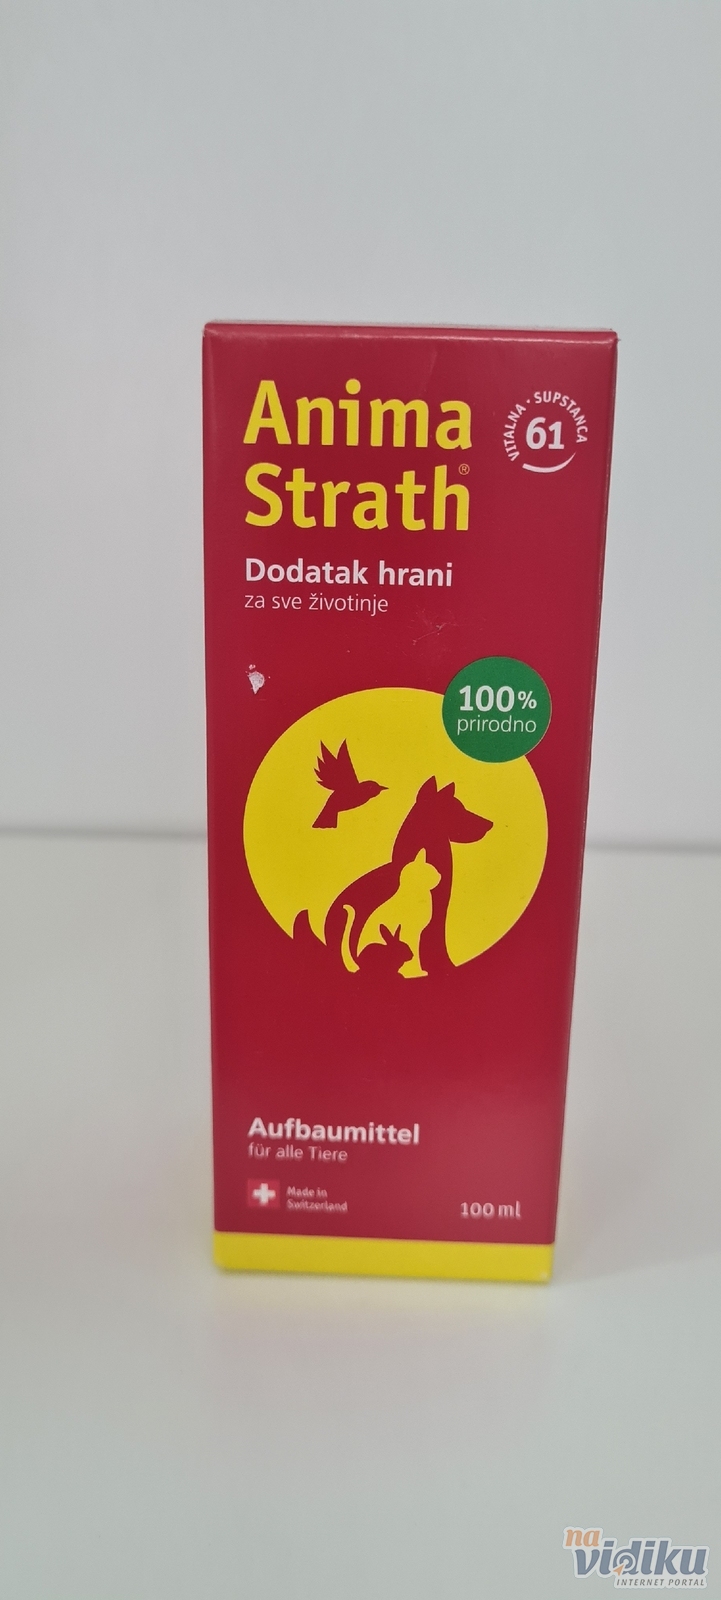 Anima
Strath®
VITALNA · SUPSTANCA
61
Dodatak hrani
za sve životinje
100%
prirodno
Aufbaumittel
für alle Tiere
Made in
Switzerland
100 ml
na
vidiku
INTERNET PORTAL